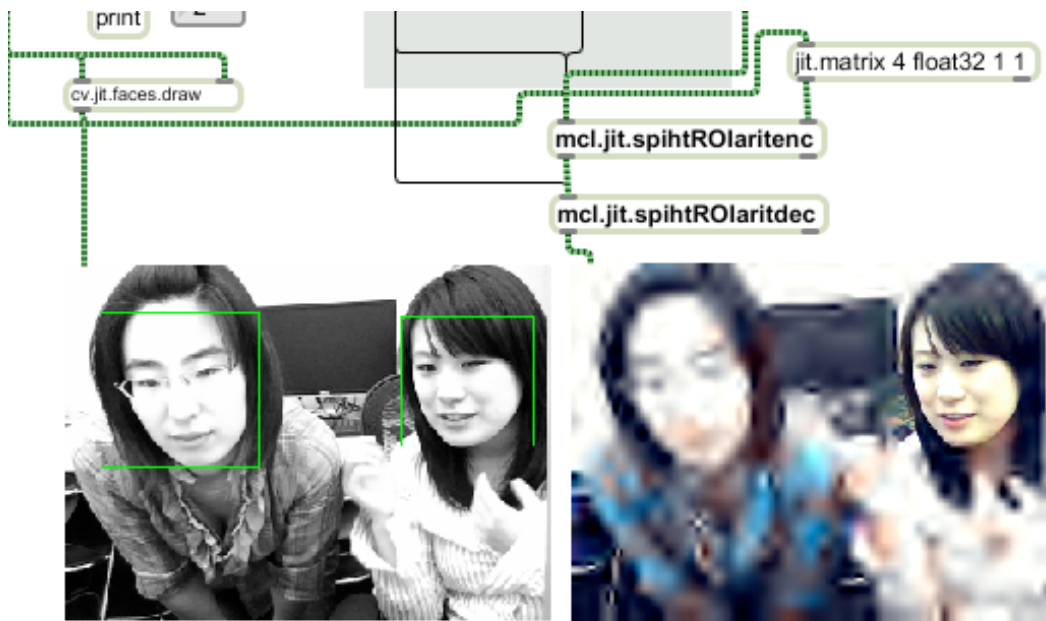 print
jit.matrix 4 float32 1 1
cv.jit.faces.draw
mcl.jit.spihtROIaritenc
mcl.jit.spihtROIaritdec